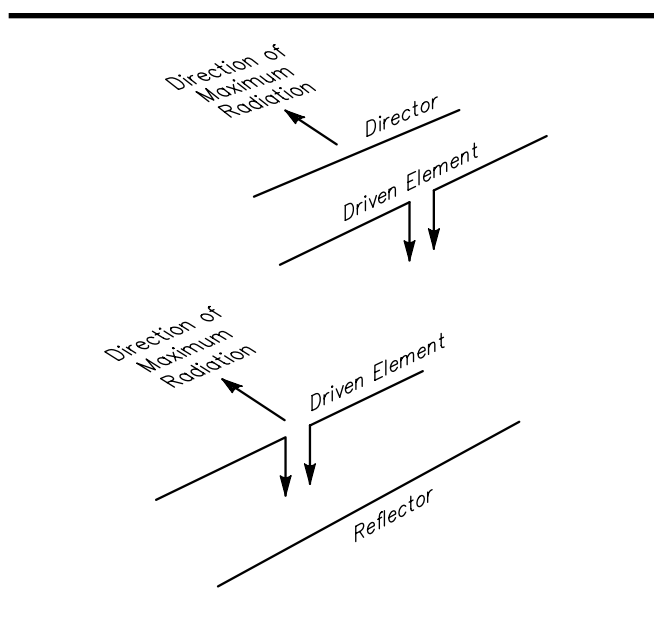 Direction of
Maximum
Radiation
Director
Driven Element
Direction of
Maximum
Radiation
Driven Element
Reflector